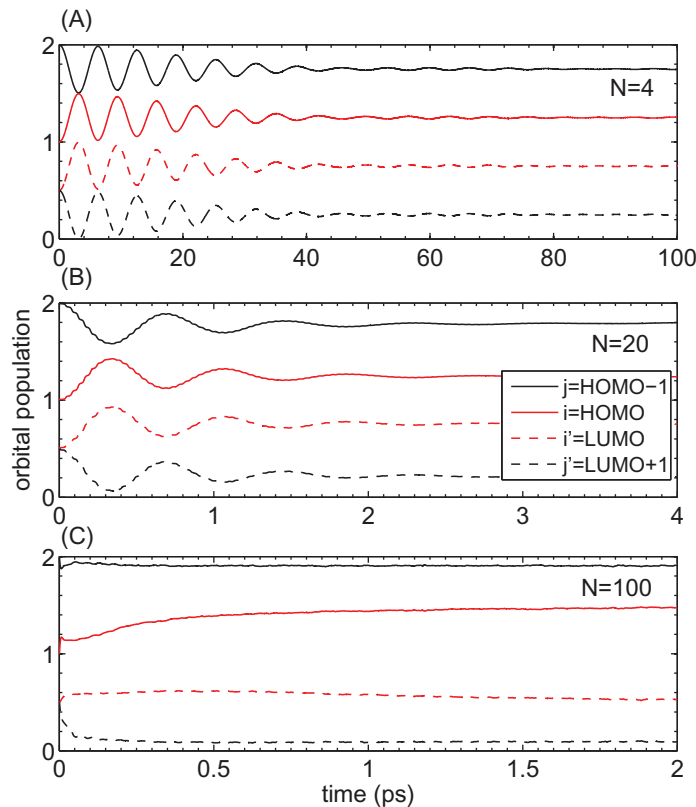 (A)
2
1
0
N=4
0 20 40 60 80 100
(B)
2
1
0
N=20
j=HOMO−1
i=HOMO
i'=LUMO
j'=LUMO+1
0 1 2 3 4
orbital population
(C)
2
1
0
N=100
0 0.5 1 1.5 2
time (ps)